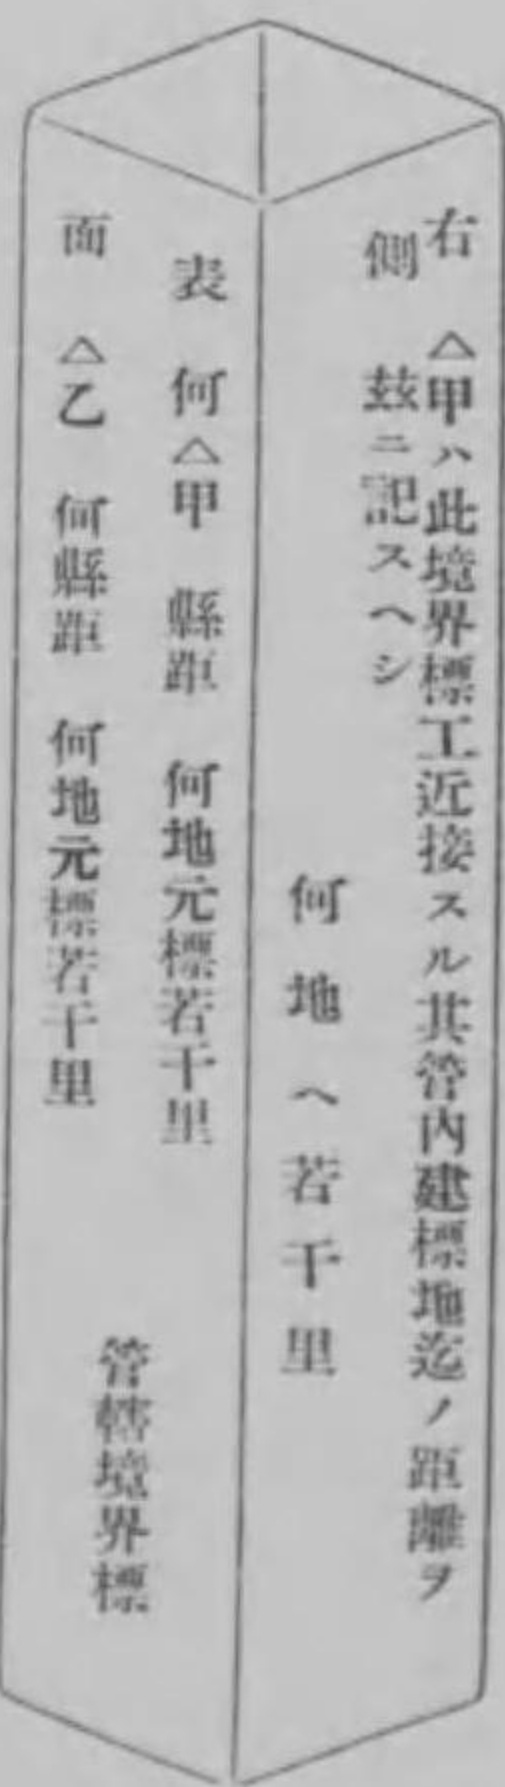 右 △甲ハ此境界標工近接スル其管内建標地迄ノ距離ヲ
側 玆ニ記スヘシ
何地へ若干里
表 何△甲 縣距 何地元標若干里
面 △乙 何縣距 何地元標若干里
管轄境界標